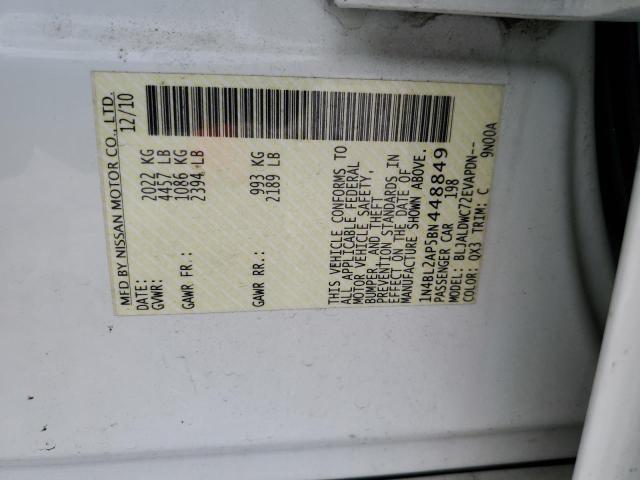 MFD BY NISSAN MOTOR CO., LTD.
DATE: 12/10
GVWR: 2022 KG
4457 LB
GAWR FR.: 1086 KG
2394 LB
GAWR RR.: 993 KG
2189 LB
THIS VEHICLE CONFORMS TO
ALL APPLICABLE FEDERAL
MOTOR VEHICLE SAFETY,
BUMPER, AND THEFT
PREVENTION STANDARDS IN
EFFECT ON THE DATE OF
MANUFACTURE SHOWN ABOVE.
1N4BL2AP5BN448849
PASSENGER CAR 198
MODEL: BLJALDWC72EVAPDN--
COLOR: QX3 TRIM: C 9N00A